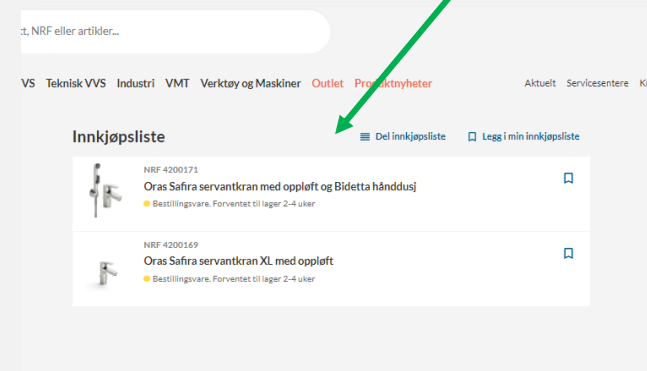 NRF eller artikler...
Teknisk VVS Industri VMT Verktøy og Maskiner Outlet Produktnyheter Aktuelt Servicesentere
Innkjøpsliste Del innkjøpsliste Legg i min innkjøpsliste
NRF 4200171
Oras Safira servantkran med oppløft og Bidetta hånddusj
Bestillingsvare. Forventet til lager 2-4 uker
NRF 4200169
Oras Safira servantkran XL med oppløft
Bestillingsvare. Forventet til lager 2-4 uker